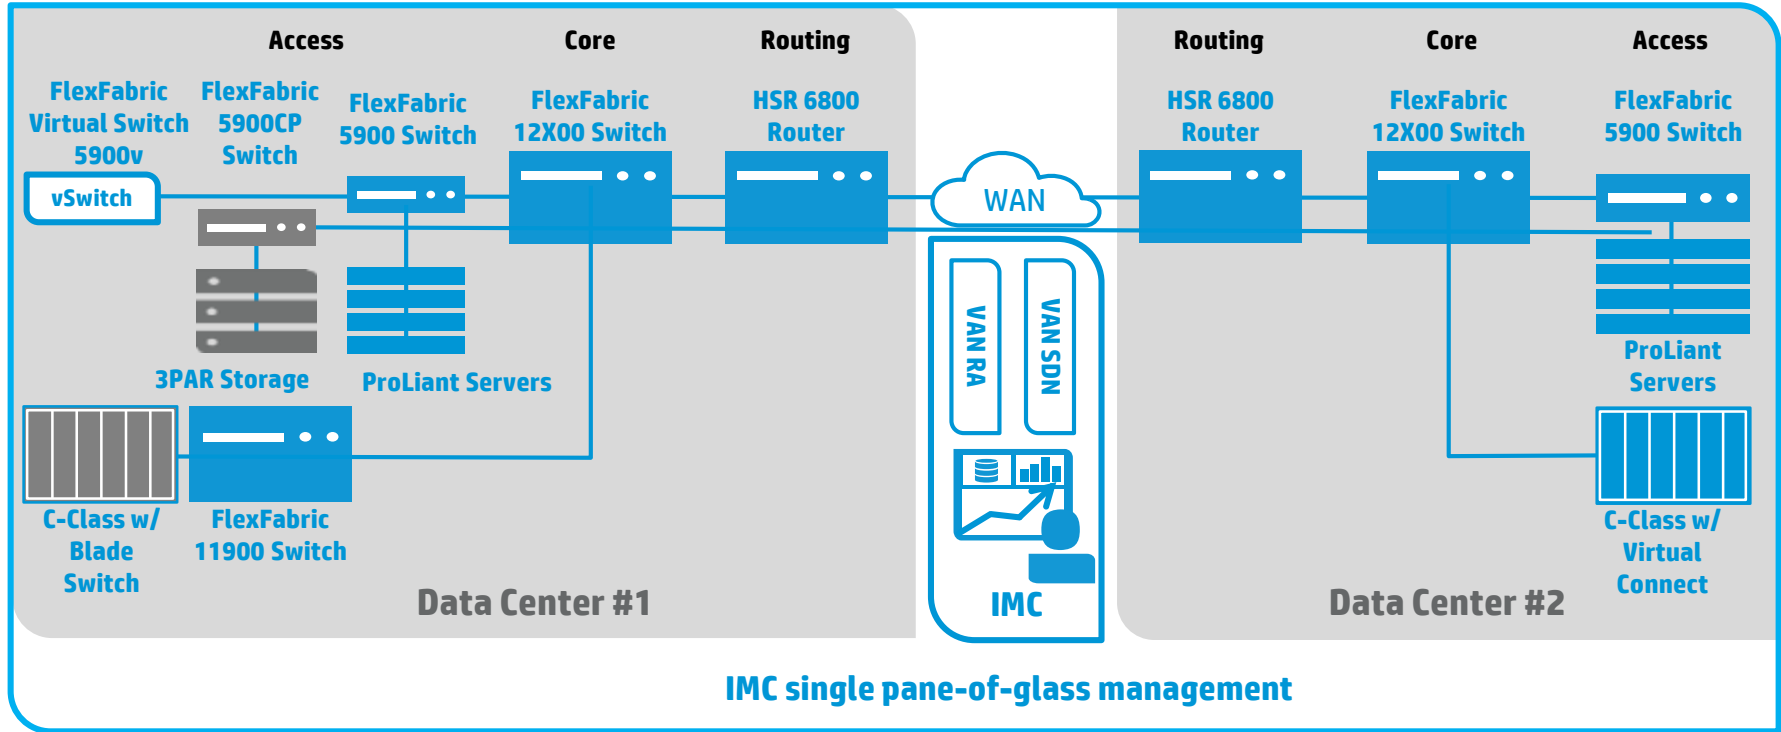 Access
Core
Routing
Routing
Core
Access
FlexFabric
Virtual Switch
5900v
FlexFabric
5900CP
Switch
FlexFabric
5900 Switch
FlexFabric
12X00 Switch
HSR 6800
Router
HSR 6800
Router
FlexFabric
12X00 Switch
FlexFabric
5900 Switch
vSwitch
WAN
VAN RA
VAN SDN
3PAR Storage
ProLiant Servers
ProLiant
Servers
C-Class w/
Blade
Switch
FlexFabric
11900 Switch
C-Class w/
Virtual
Connect
Data Center #1
IMC
Data Center #2
IMC single pane-of-glass management